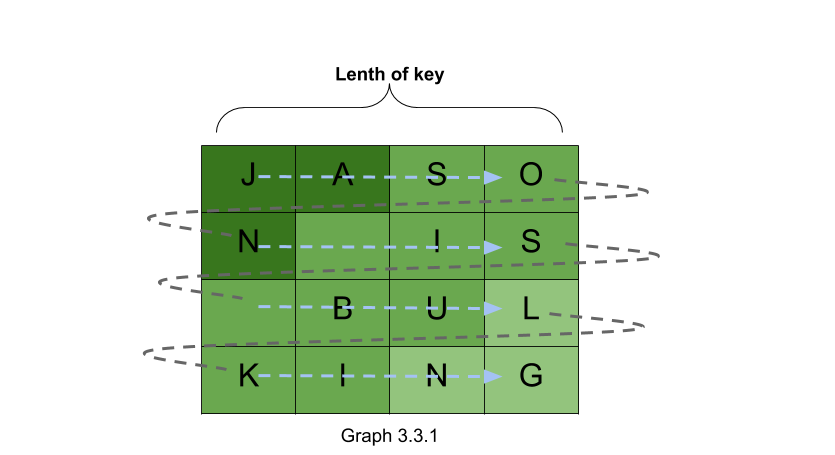 Lenth of key
J A S O
N I S
B U L
K I N G
Graph 3.3.1